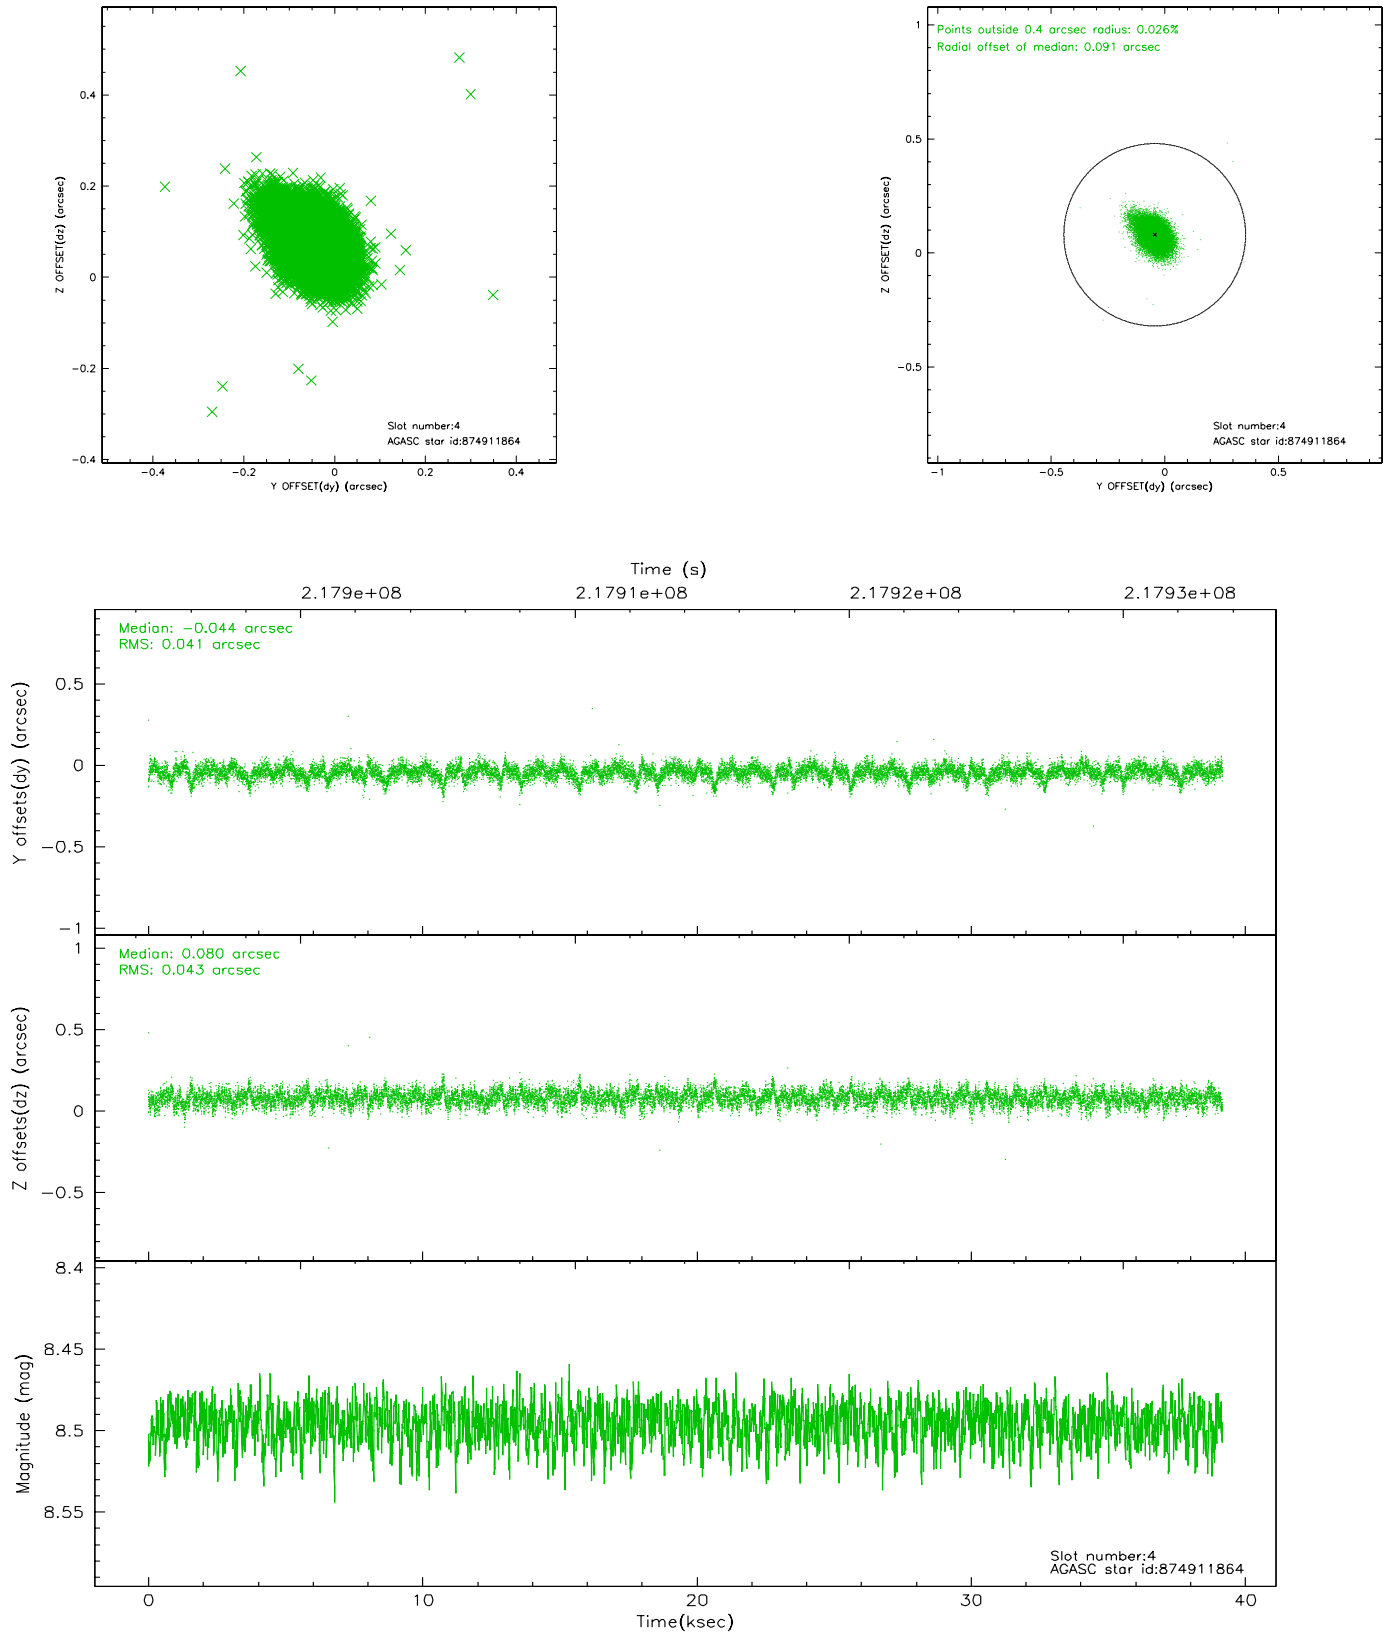 0.4
0.2
0
−0.2
−0.4
−0.4
−0.2
0
0.2
0.4
Z OFFSET(dz) (arcsec)
Y OFFSET(dy) (arcsec)
Slot number:4
AGASC star id:874911864
Points outside 0.4 arcsec radius: 0.026%
Radial offset of median: 0.091 arcsec
1
0.5
0
−0.5
−1
−0.5
0
0.5
Z OFFSET(dz) (arcsec)
Y OFFSET(dy) (arcsec)
Slot number:4
AGASC star id:874911864
Time (s)
2.179e+08
2.1791e+08
2.1792e+08
2.1793e+08
Median: −0.044 arcsec
RMS: 0.041 arcsec
0.5
0
−0.5
−1
Y offsets(dy) (arcsec)
Median: 0.080 arcsec
RMS: 0.043 arcsec
1
0.5
0
−0.5
Z offsets(dz) (arcsec)
8.4
8.45
8.5
8.55
Magnitude (mag)
Slot number:4
AGASC star id:874911864
0
10
20
30
40
Time(ksec)